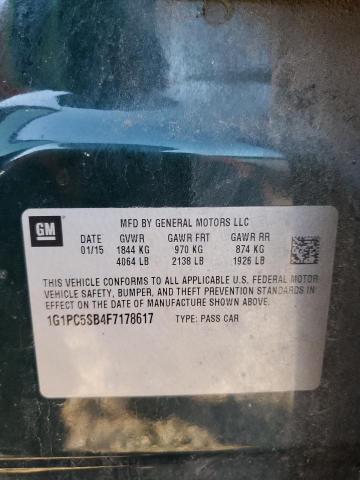 MFD BY GENERAL MOTORS LLC
GM DATE GVWR GAWR FRT GAWR RR
01/15 1844 KG 970 KG 874 KG
4064 LB 2138 LB 1926 LB
THIS VEHICLE CONFORMS TO ALL APPLICABLE U.S. FEDERAL MOTOR
VEHICLE SAFETY, BUMPER, AND THEFT PREVENTION STANDARDS IN
EFFECT ON THE DATE OF MANUFACTURE SHOWN ABOVE.
1G1PC5SB4F7178617 TYPE: PASS CAR